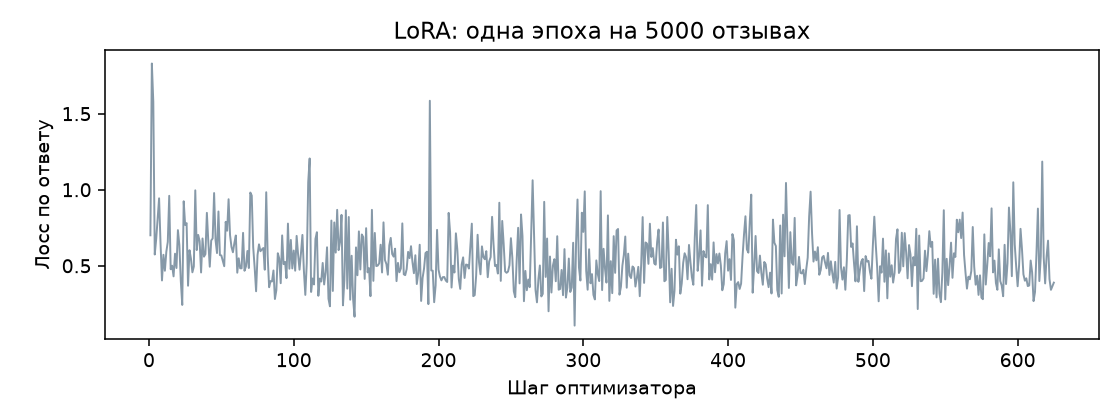 LoRA: одна эпоха на 5000 отзывах
Лосс по ответу
1.5
1.0
0.5
0 100 200 300 400 500 600
Шаг оптимизатора